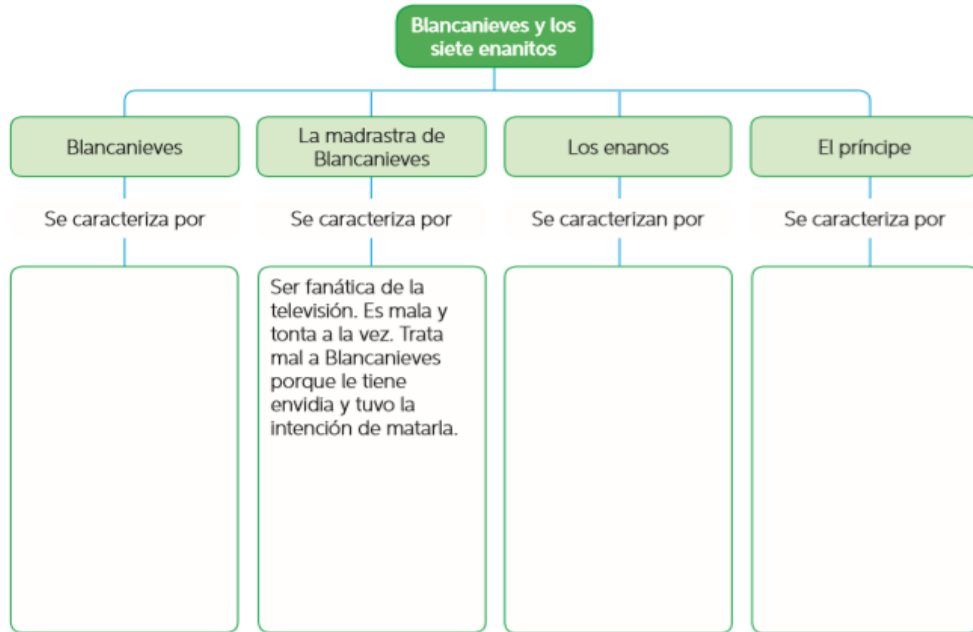 Blancanieves y los
siete enanitos
Blancanieves
La madrastra de
Blancanieves
Los enanos
El príncipe
Se caracteriza por
Se caracteriza por
Se caracterizan por
Se caracteriza por
Ser fanática de la
televisión. Es mala y
tonta a la vez. Trata
mal a Blancanieves
porque le tiene
envidia y tuvo la
intención de matarla.